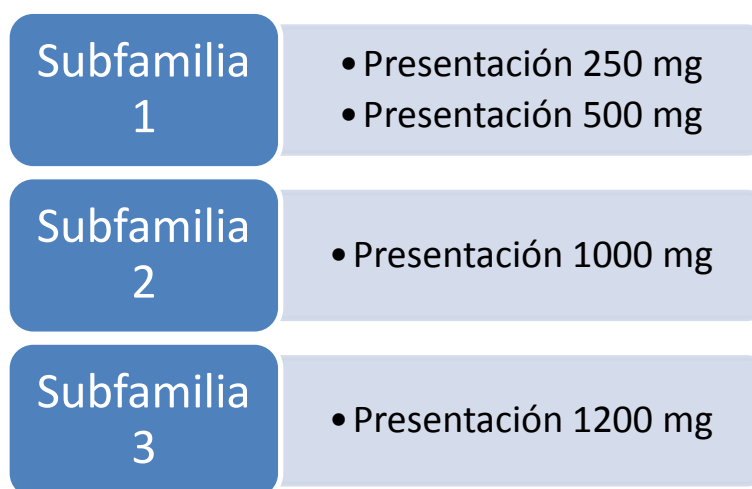 Subfamilia
1
• Presentación 250 mg
• Presentación 500 mg
Subfamilia
2
• Presentación 1000 mg
Subfamilia
3
• Presentación 1200 mg